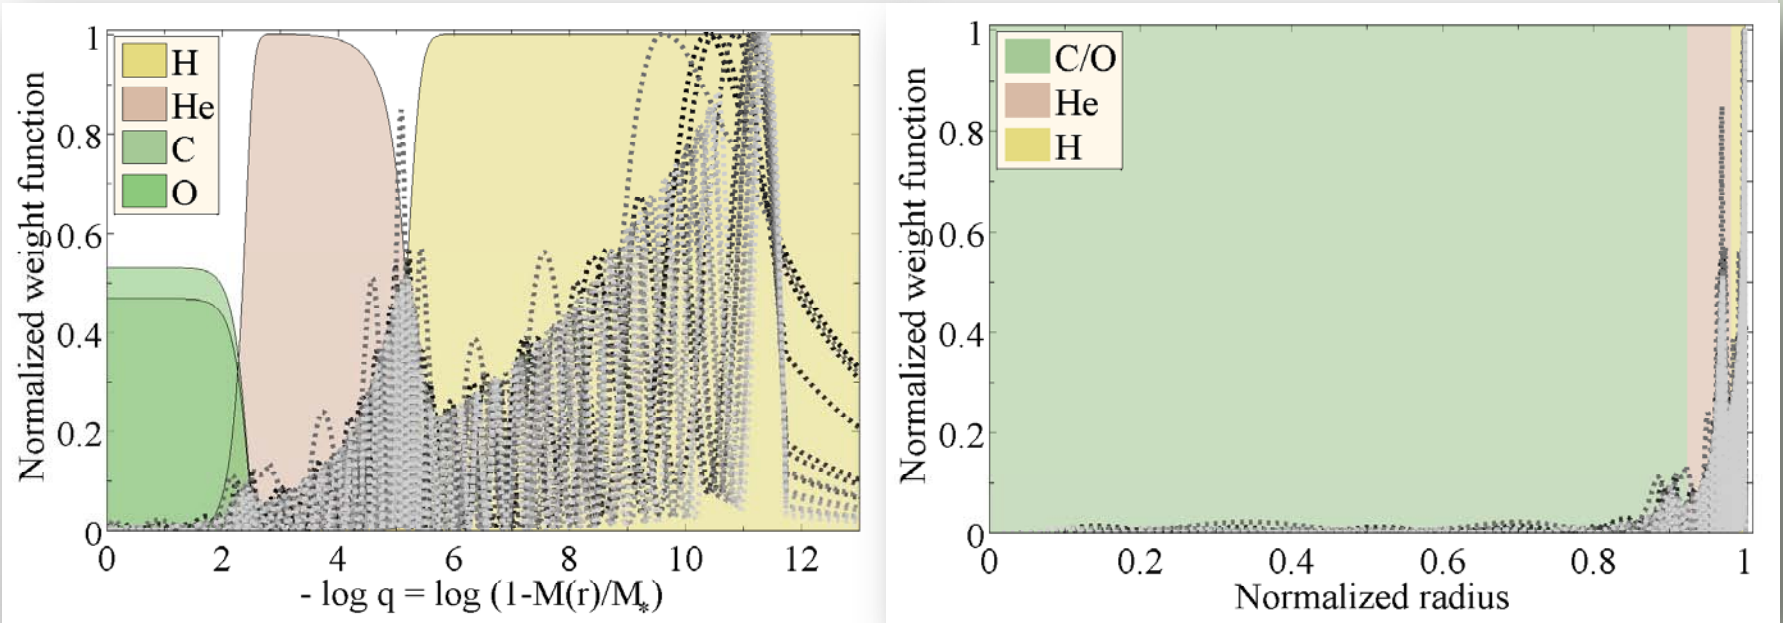 Normalized weight function
1
0.8
0.6
0.4
0.2
0
H
He
C
O
0 2 4 6 8 10 12
- log q = log (1-M(r)/M*)
Normalized weight function
1
0.8
0.6
0.4
0.2
0
C/O
He
H
0 0.2 0.4 0.6 0.8 1
Normalized radius